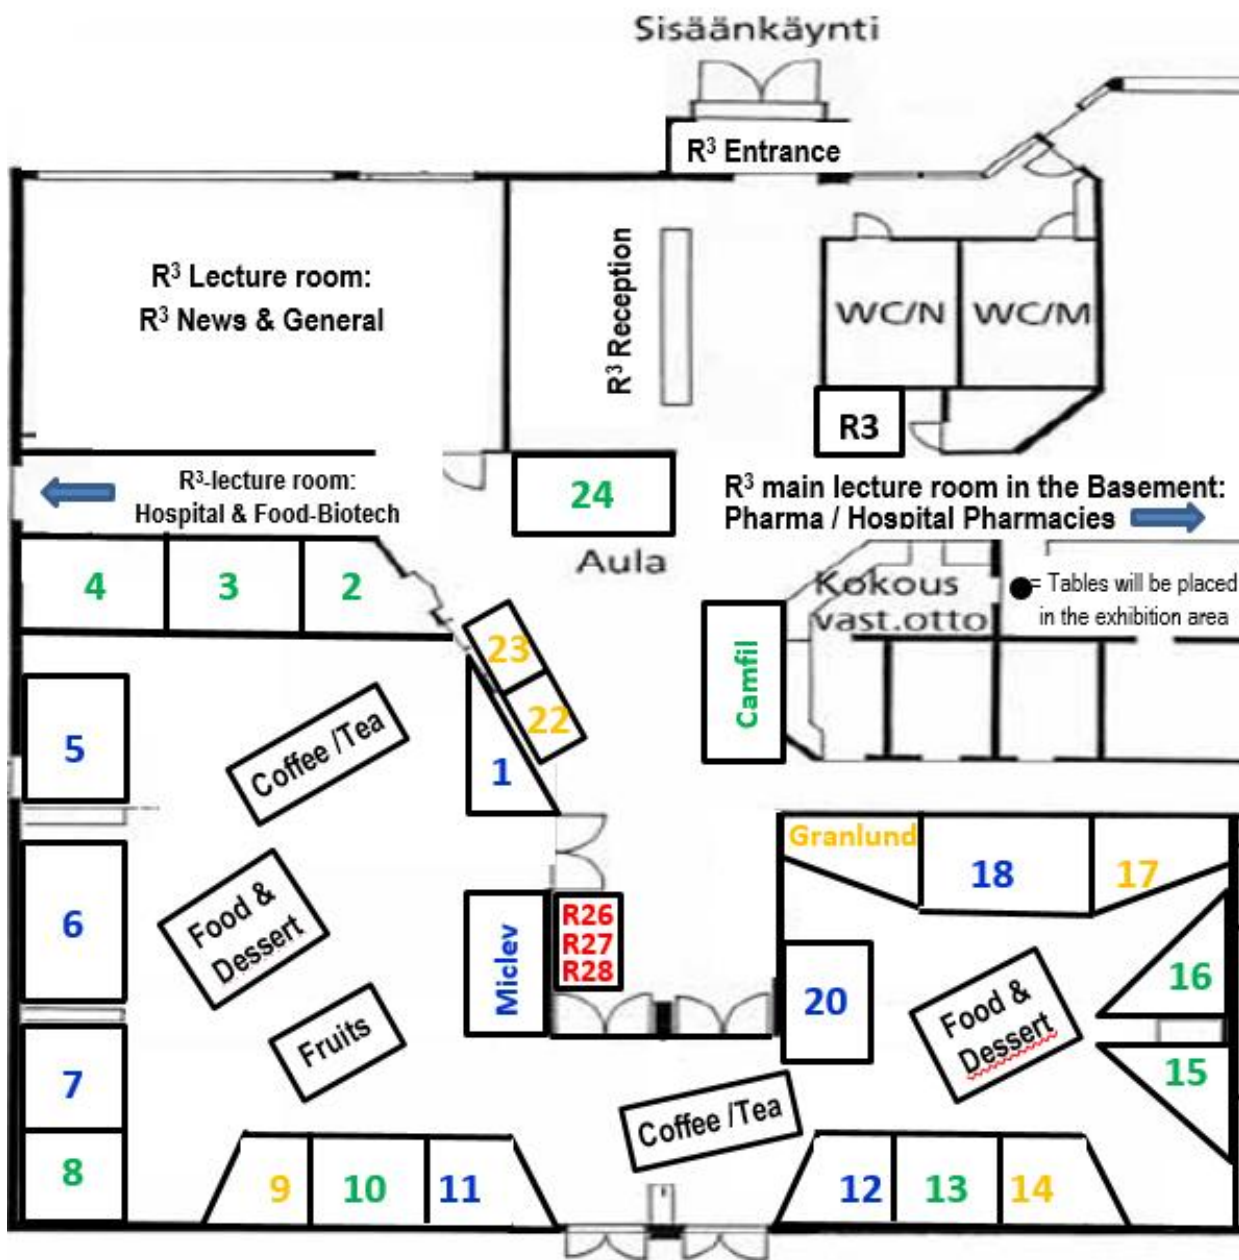 Sisäänkäynti
R³ Entrance
R³ Lecture room:
R³ News & General
R³ Reception
WC/N
WC/M
R3
R³-lecture room:
Hospital & Food-Biotech
24
R³ main lecture room in the Basement:
Pharma / Hospital Pharmacies
Aula
Kokous
vast.otto
= Tables will be placed
in the exhibition area
4
3
2
23
22
Camfil
5
Coffee /Tea
1
Granlund
18
17
6
Food &
Dessert
Miclev
R26
R27
R28
20
Food &
Dessert
16
Fruits
7
15
Coffee /Tea
8
9
10
11
12
13
14